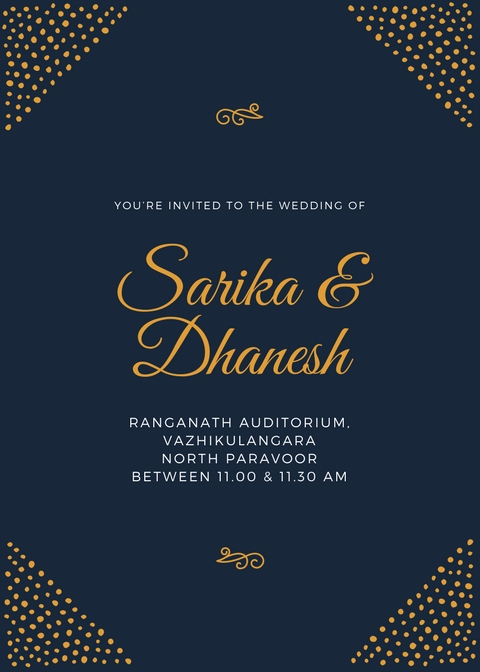 YOU'RE INVITED TO THE WEDDING OF
Sarika &
Dhanesh
RANGANATH AUDITORIUM,
VAZHIKULANGARA
NORTH PARAVOOR
BETWEEN 11.00 & 11.30 AM